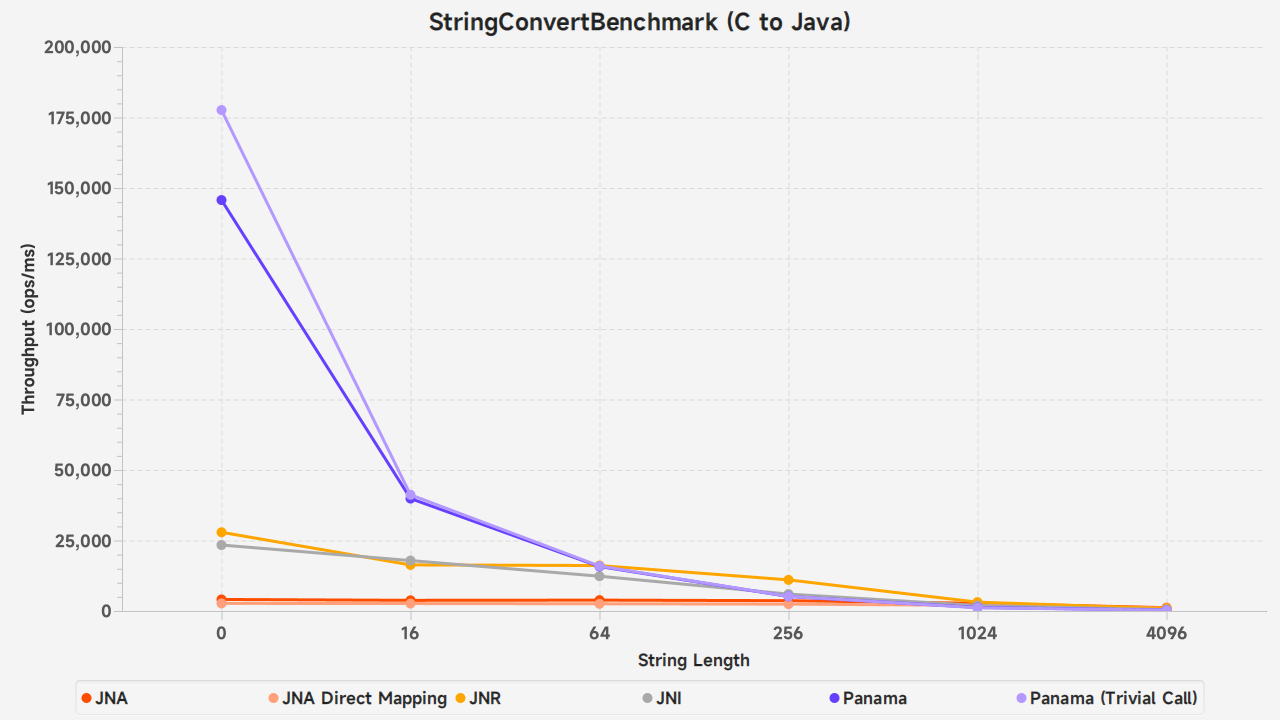 StringConvertBenchmark (C to Java)
200,000
175,000
150,000
125,000
100,000
75,000
50,000
25,000
0
Throughput (ops/ms)
0 16 64 256 1024 4096
String Length
JNA JNA Direct Mapping JNR JNI Panama Panama (Trivial Call)